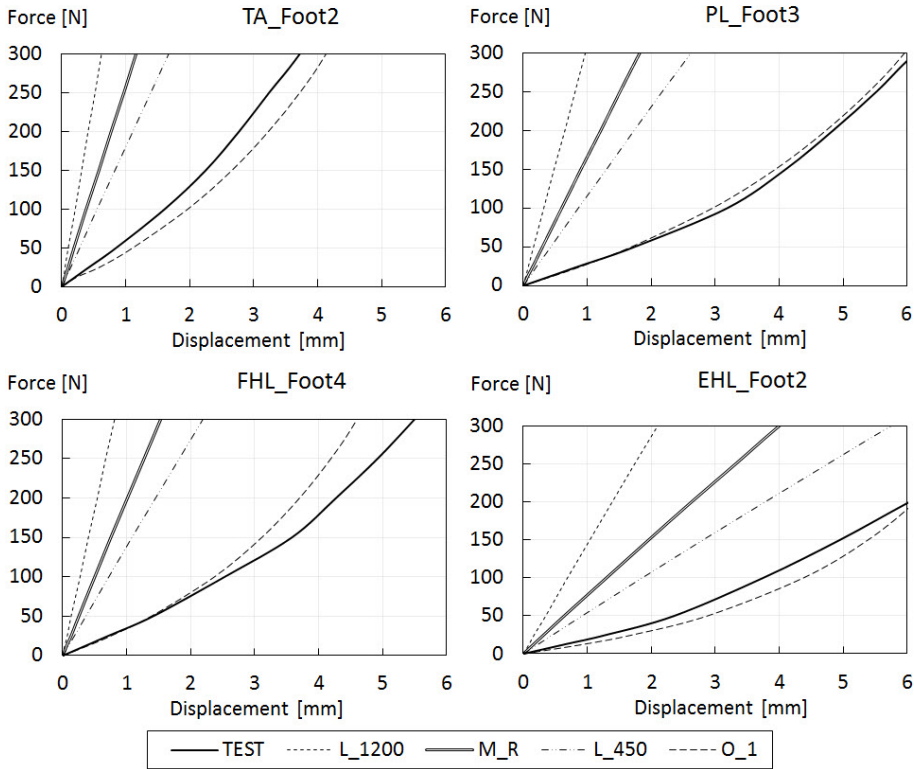 Force [N] TA_Foot2
300
250
200
150
100
50
0
0 1 2 3 4 5 6
Displacement [mm]
Force [N] PL_Foot3
300
250
200
150
100
50
0
0 1 2 3 4 5 6
Displacement [mm]
Force [N] FHL_Foot4
300
250
200
150
100
50
0
0 1 2 3 4 5 6
Displacement [mm]
Force [N] EHL_Foot2
300
250
200
150
100
50
0
0 1 2 3 4 5 6
Displacement [mm]
TEST L_1200 M_R L_450 O_1